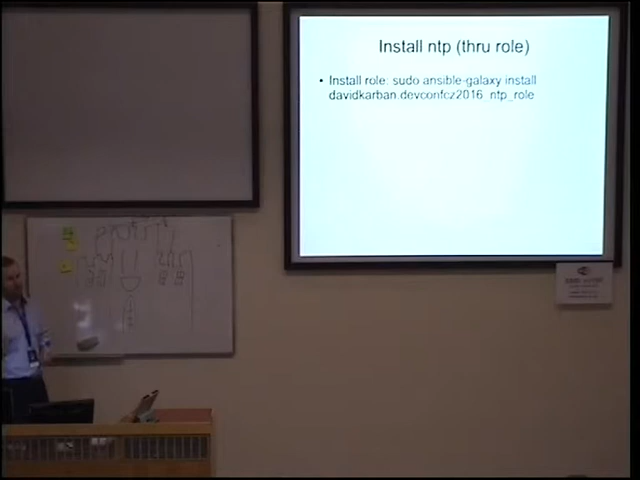 Install ntp (thru role)
• Install role: sudo ansible-galaxy install
davidkarban.devconfcz2016_ntp_role